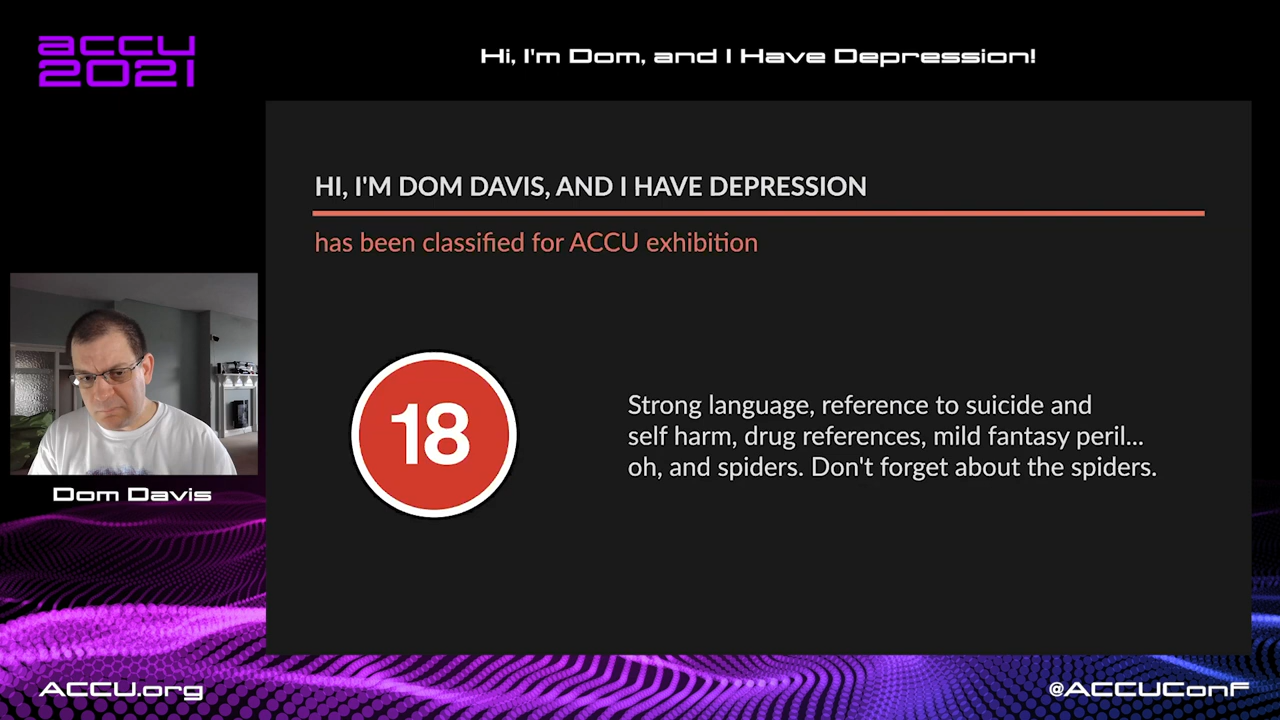 accu
2021
Hi, I'm Dom, and I Have Depression!
HI, I'M DOM DAVIS, AND I HAVE DEPRESSION
has been classified for ACCU exhibition
18
Strong language, reference to suicide and
self harm, drug references, mild fantasy peril...
oh, and spiders. Don't forget about the spiders.
Dom Davis
ACCU.org
@ACCUConf